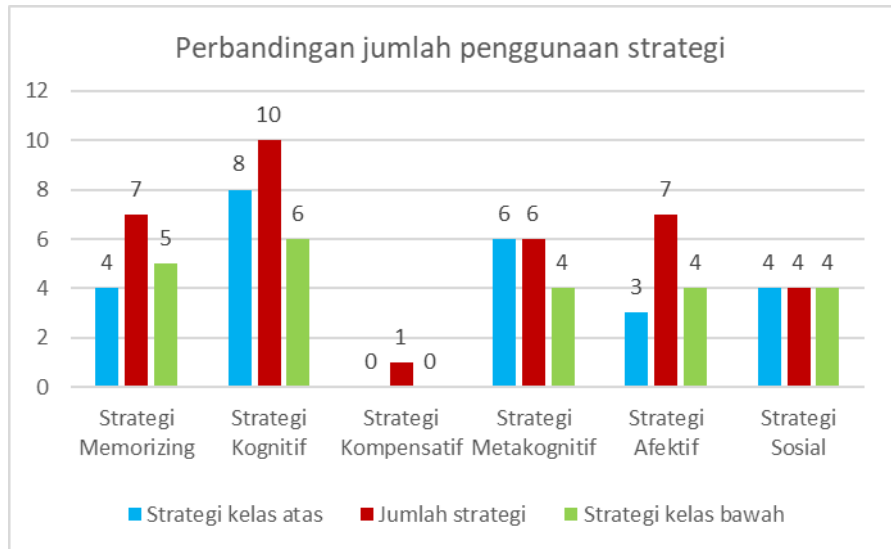 Perbandingan jumlah penggunaan strategi
12
10
8
6
4
2
0
4 7 5
8 10 6
0 1 0
6 6 4
3 7 4
4 4 4
Strategi Memorizing
Strategi Kognitif
Strategi Kompensatif
Strategi Metakognitif
Strategi Afektif
Strategi Sosial
Strategi kelas atas
Jumlah strategi
Strategi kelas bawah